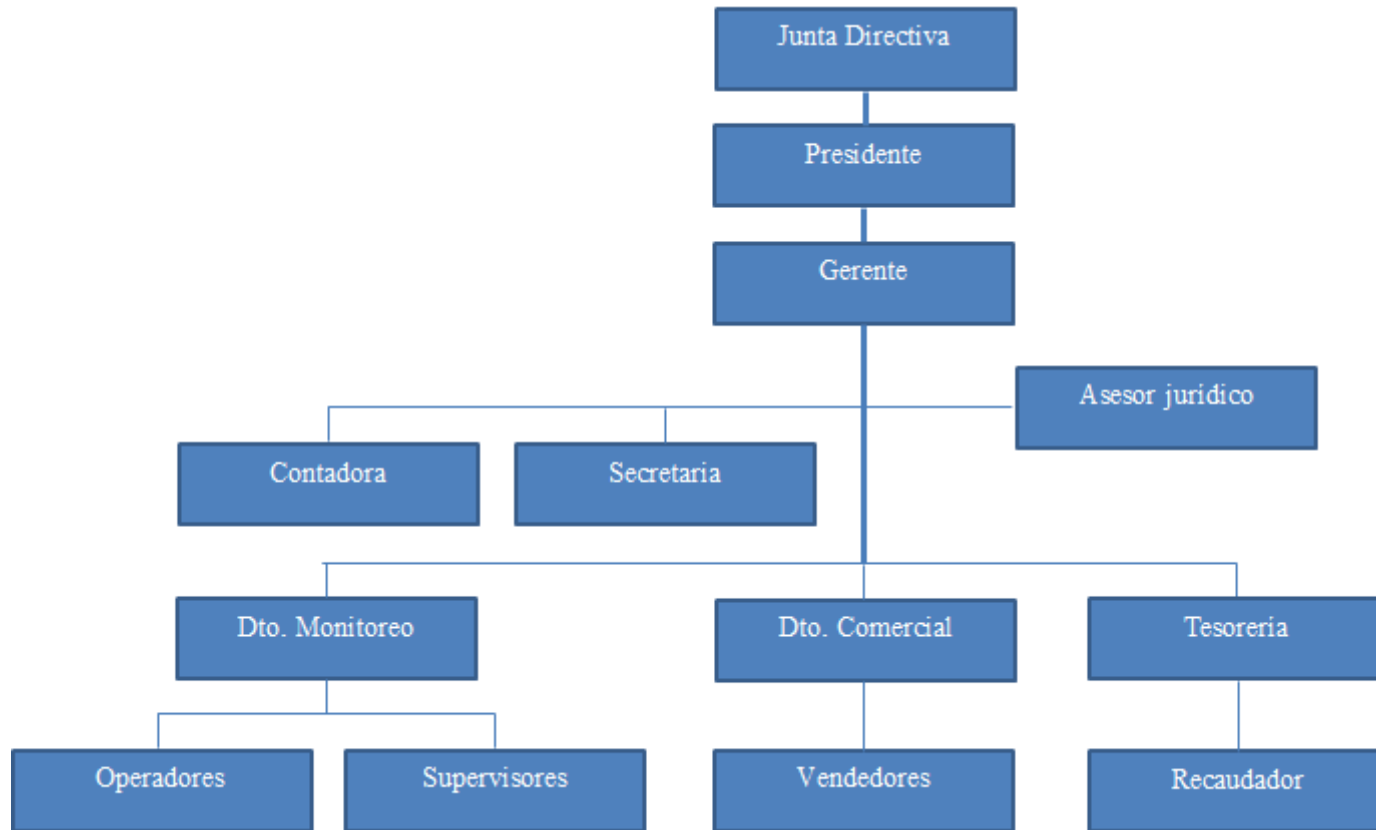 Junta Directiva
Presidente
Gerente
Asesor jurídico
Contadora
Secretaria
Dto. Monitoreo
Dto. Comercial
Tesoreria
Operadores
Supervisores
Vendedores
Recaudador